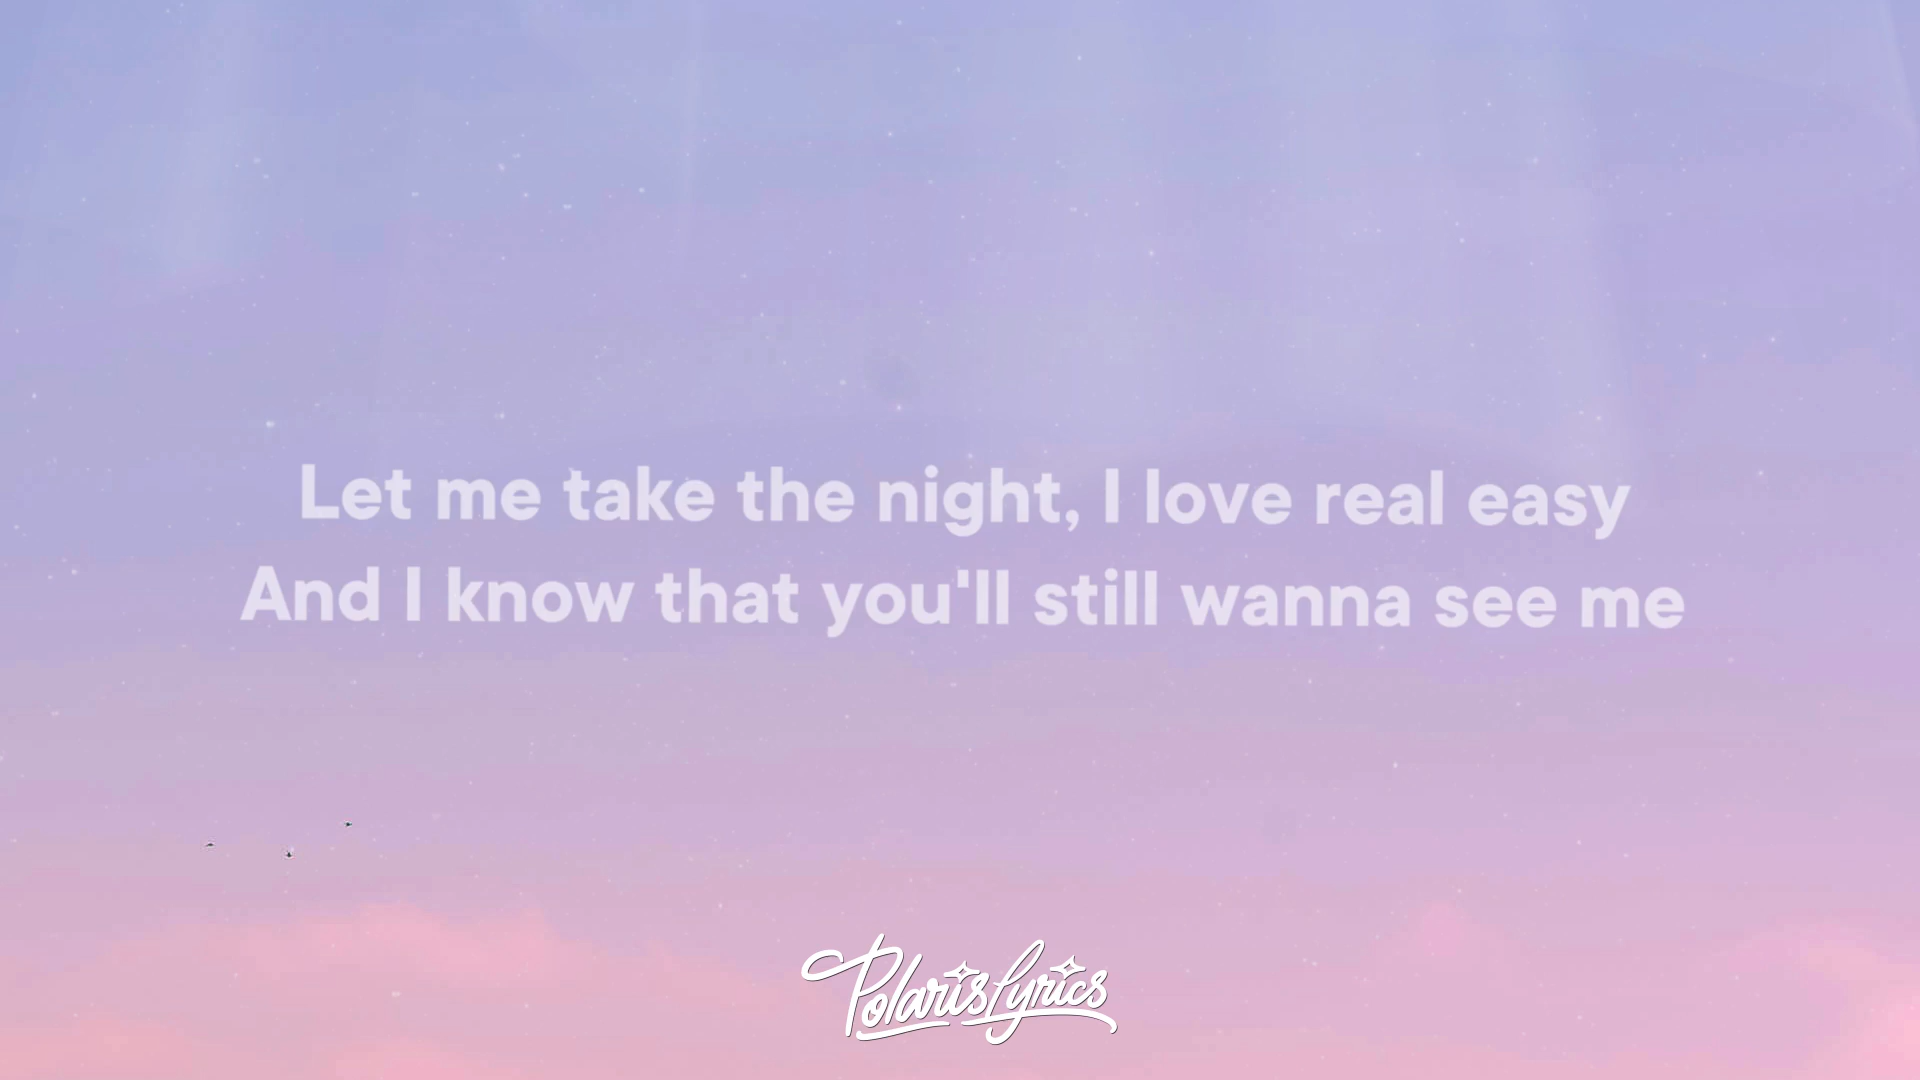 Let me take the night, I love real easy
And I know that you'll still wanna see me
PolarisLyrics